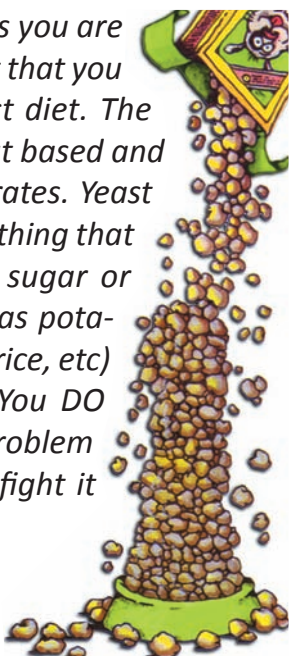 s you are
t that you
ct diet. The
t based and
rates. Yeast
thing that
sugar or
as pota-
rice, etc)
You DO
roblem
fight it